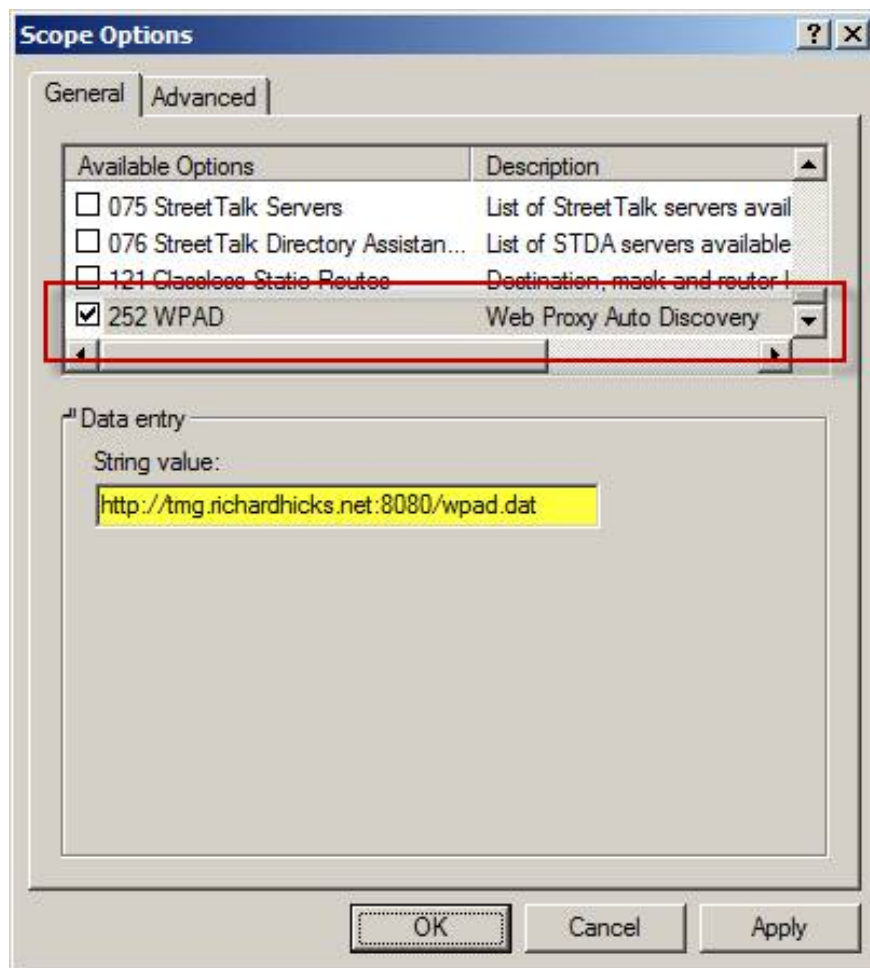 Scope Options
General Advanced
Available Options Description
075 StreetTalk Servers List of StreetTalk servers avail
076 StreetTalk Directory Assistan... List of STDA servers available
121 Classless Static Routes Destination, mask and router I
252 WPAD Web Proxy Auto Discovery
Data entry
String value:
http://tmg.richardhicks.net:8080/wpad.dat
OK Cancel Apply